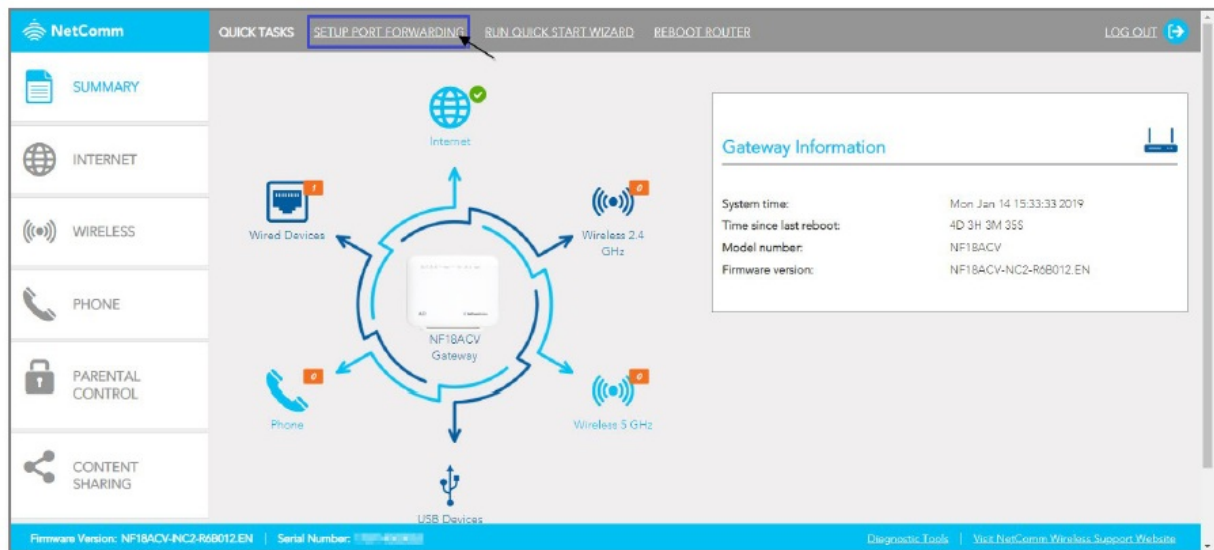 NetComm
QUICK TASKS SETUP PORT FORWARDING RUN QUICK START WIZARD REBOOT ROUTER LOG OUT
SUMMARY
INTERNET
WIRELESS
PHONE
PARENTAL
CONTROL
CONTENT
SHARING
Internet
1
Wired Devices
0
Wireless 2.4
GHz
NF18ACV
Gateway
0
Phone
0
Wireless 5 GHz
USB Devices
Gateway Information
System time: Mon Jan 14 15:33:33 2019
Time since last reboot: 4D 3H 3M 35S
Model number: NF18ACV
Firmware version: NF18ACV-NC2-R6B012.EN
Firmware Version: NF18ACV-NC2-R6B012.EN | Serial Number:
Diagnostic Tools | Visit NetComm Wireless Support Website